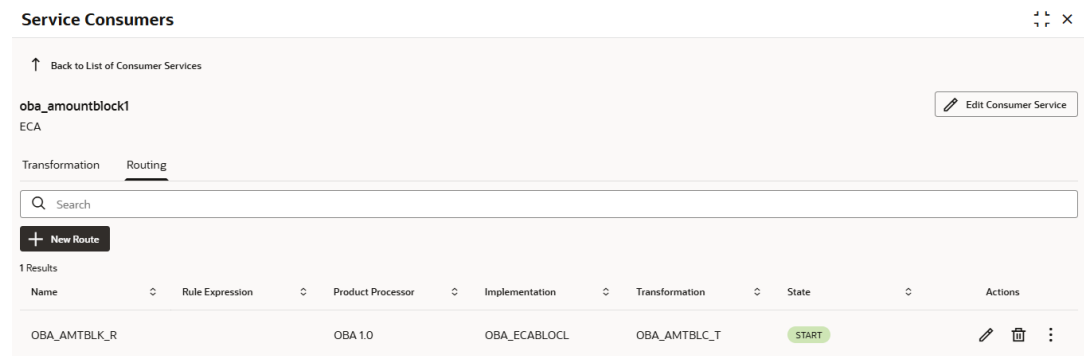 Service Consumers
Back to List of Consumer Services
oba_amountblock1
Edit Consumer Service
ECA
Transformation Routing
Search
New Route
1 Results
Name Rule Expression Product Processor Implementation Transformation State Actions
OBA_AMTBLK_R OBA 1.0 OBA_ECABLOCL OBA_AMTBLC_T START